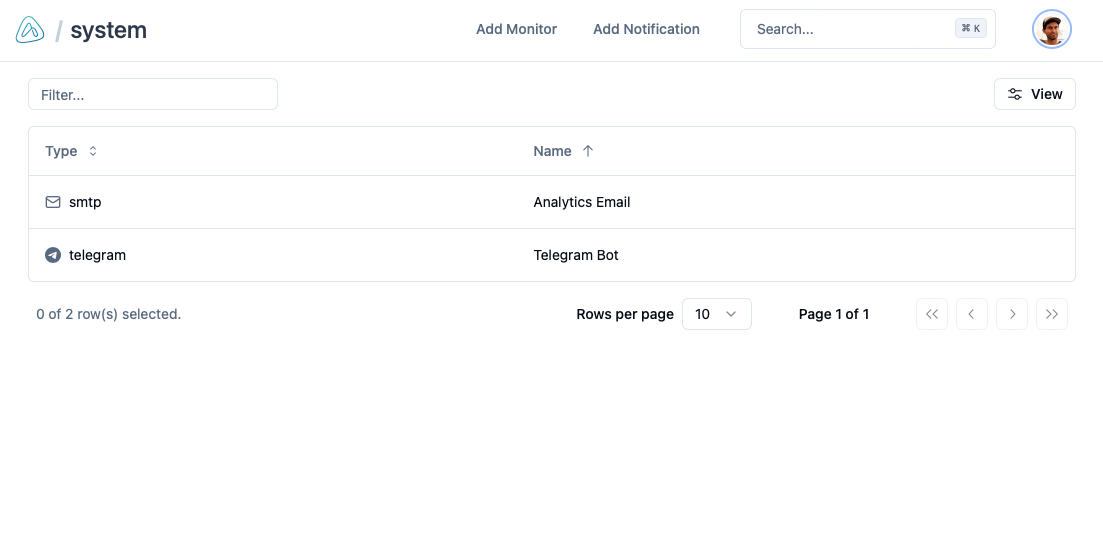 / system Add Monitor Add Notification Search... ⌘ K
Filter... View
Type Name
smtp Analytics Email
telegram Telegram Bot
0 of 2 row(s) selected. Rows per page 10 Page 1 of 1